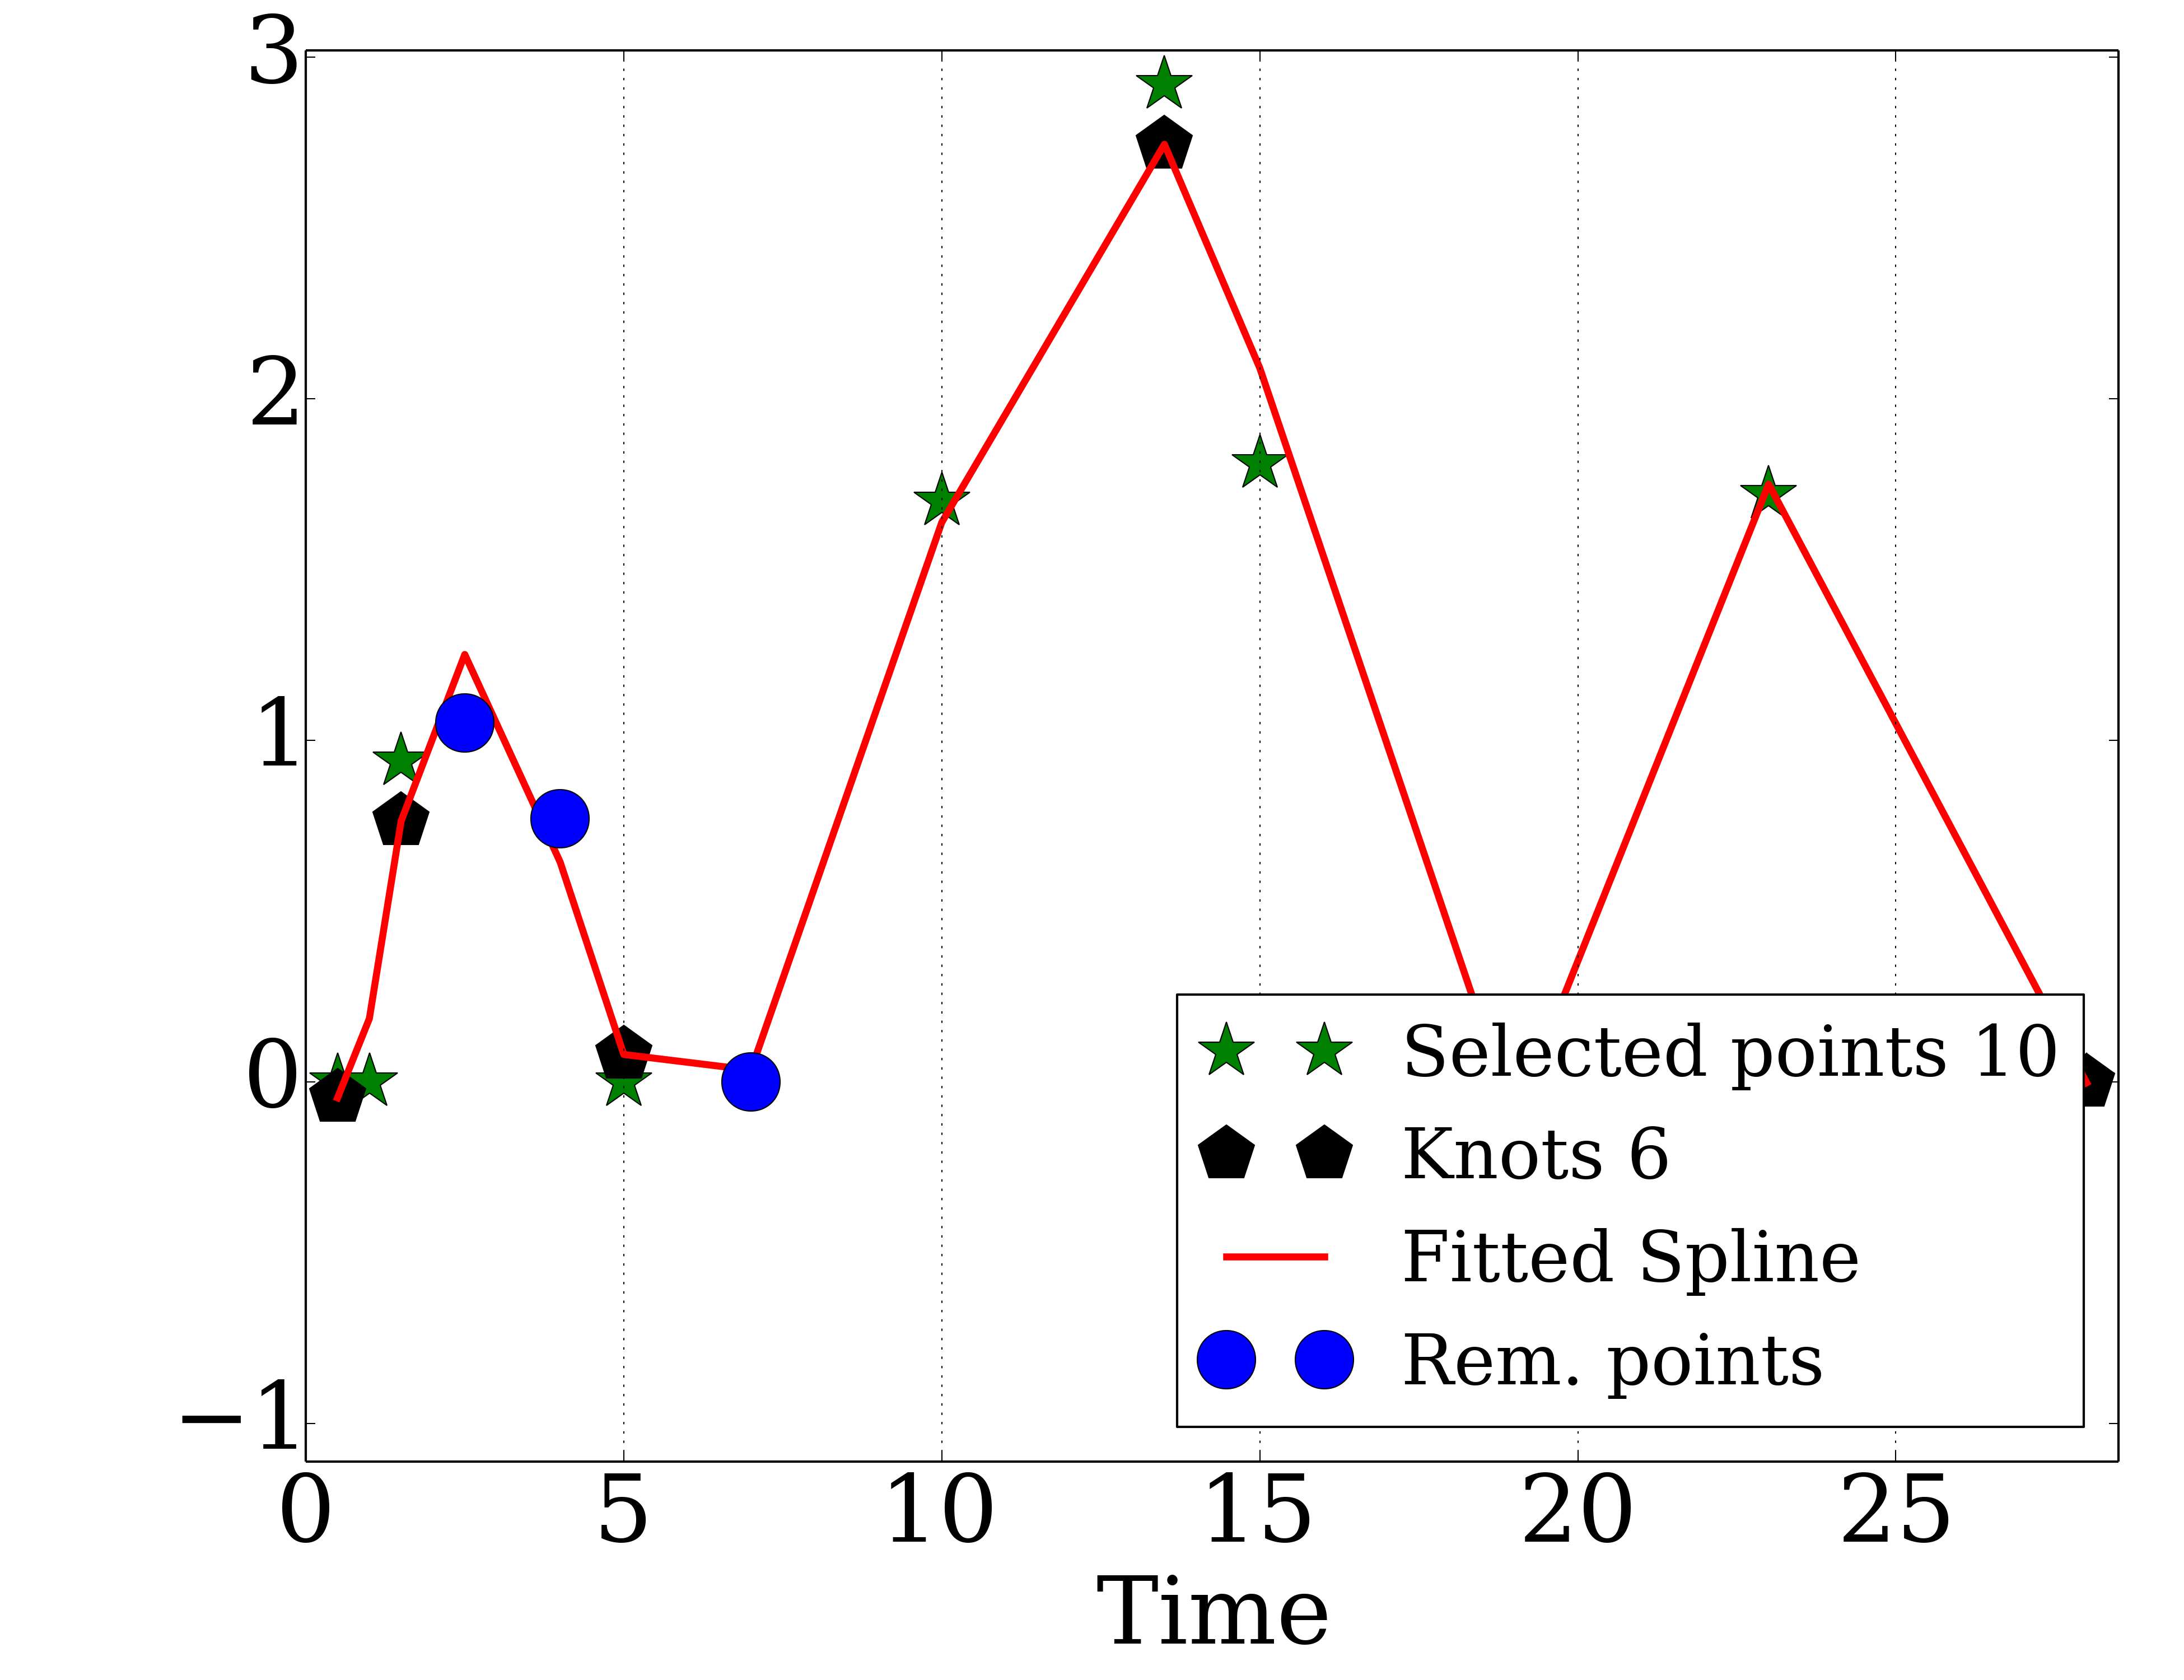 3
2
1
0
−1
Selected points 10
Knots 6
Fitted Spline
Rem. points
0 5 10 15 20 25
Time